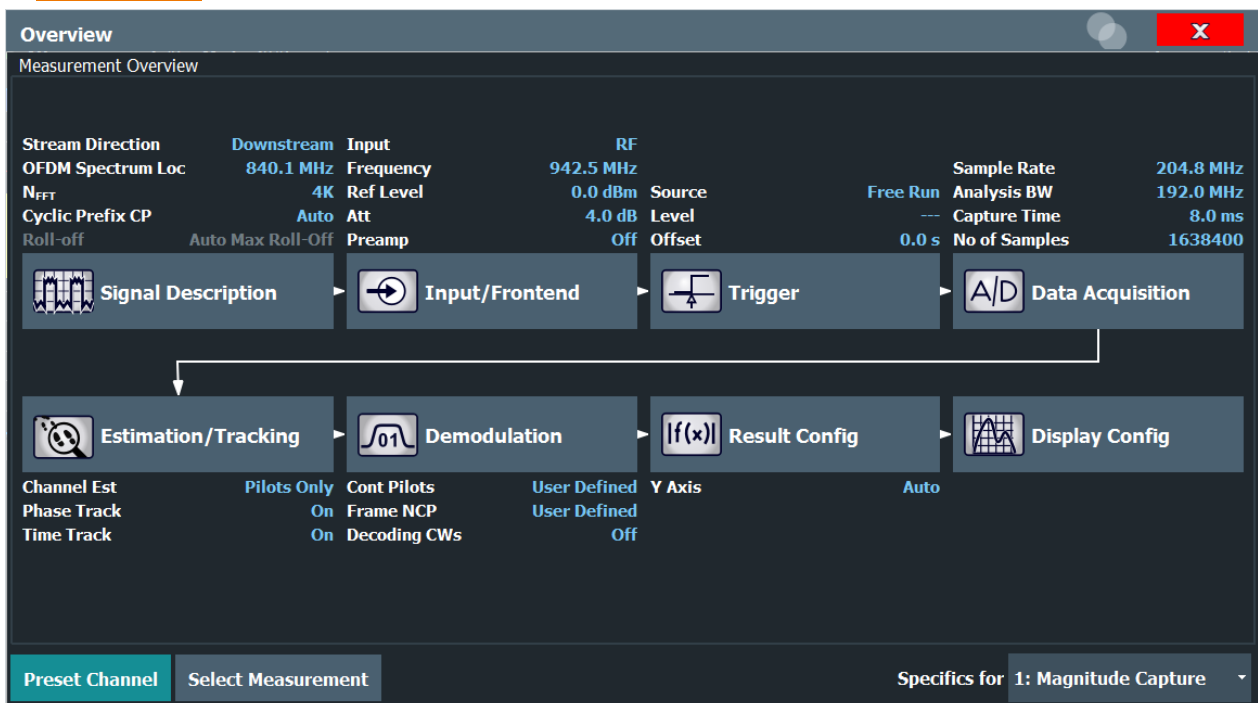 Overview
X
Measurement Overview
Stream Direction Downstream Input RF
OFDM Spectrum Loc 840.1 MHz Frequency 942.5 MHz Sample Rate 204.8 MHz
NFFT 4K Ref Level 0.0 dBm Source Free Run Analysis BW 192.0 MHz
Cyclic Prefix CP Auto Att 4.0 dB Level --- Capture Time 8.0 ms
Roll-off Auto Max Roll-Off Preamp Off Offset 0.0 s No of Samples 1638400
Signal Description Input/Frontend Trigger A/D Data Acquisition
Estimation/Tracking 01 Demodulation |f(x)| Result Config Display Config
Channel Est Pilots Only Cont Pilots User Defined Y Axis Auto
Phase Track On Frame NCP User Defined
Time Track On Decoding CWs Off
Preset Channel Select Measurement Specifics for 1: Magnitude Capture